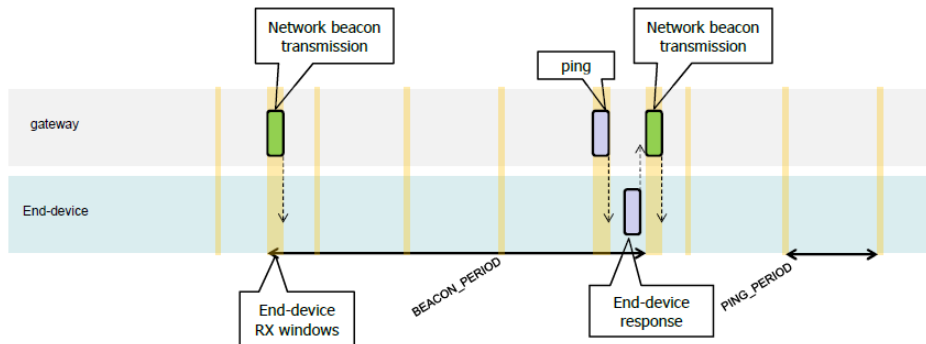 Network beacon
transmission
ping
Network beacon
transmission
gateway
End-device
BEACON_PERIOD
PING_PERIOD
End-device
RX windows
End-device
response